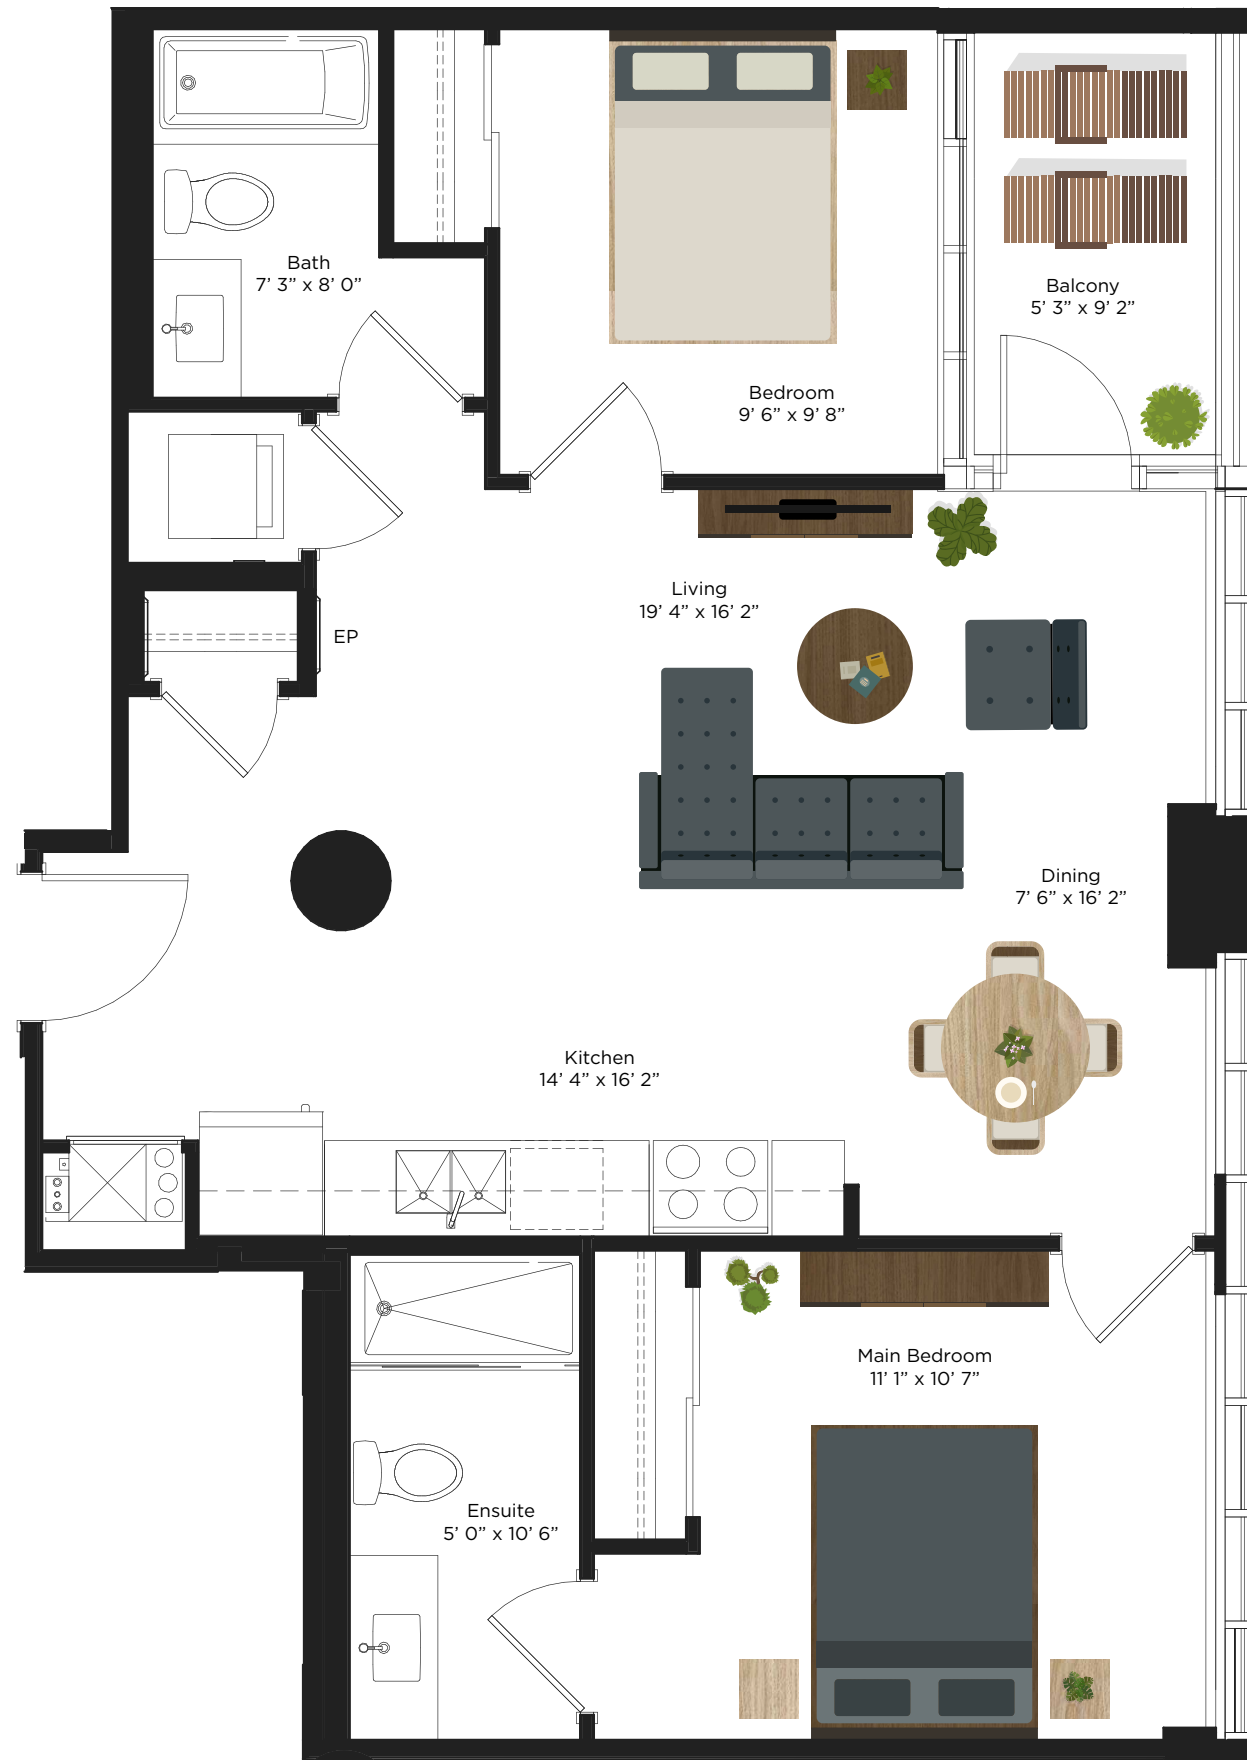 Bath
7’ 3” x 8’ 0”
Balcony
5’ 3” x 9’ 2”
Bedroom
9’ 6” x 9’ 8”
Living
19’ 4” x 16’ 2”
EP
Dining
7’ 6” x 16’ 2”
Kitchen
14’ 4” x 16’ 2”
Main Bedroom
11’ 1” x 10’ 7”
Ensuite
5’ 0” x 10’ 6”